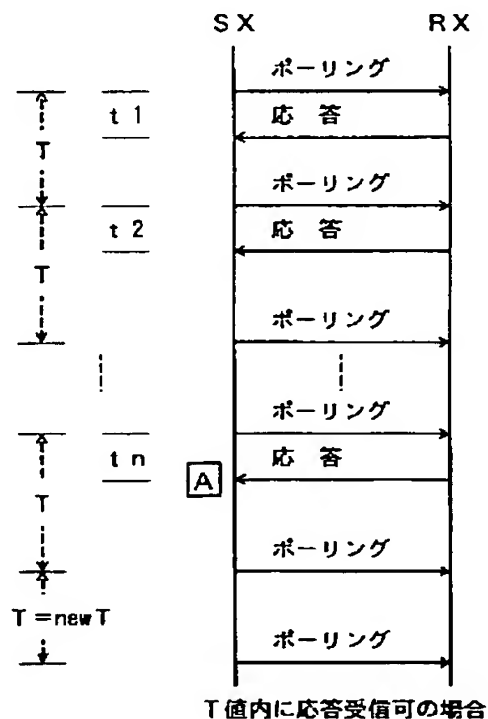 SX RX
ポーリング
t1 応 答
T
ポーリング
t2 応 答
T
ポーリング
ポーリング
tn 応 答
A
T
ポーリング
T=newT
ポーリング
T値内に応答受信可の場合